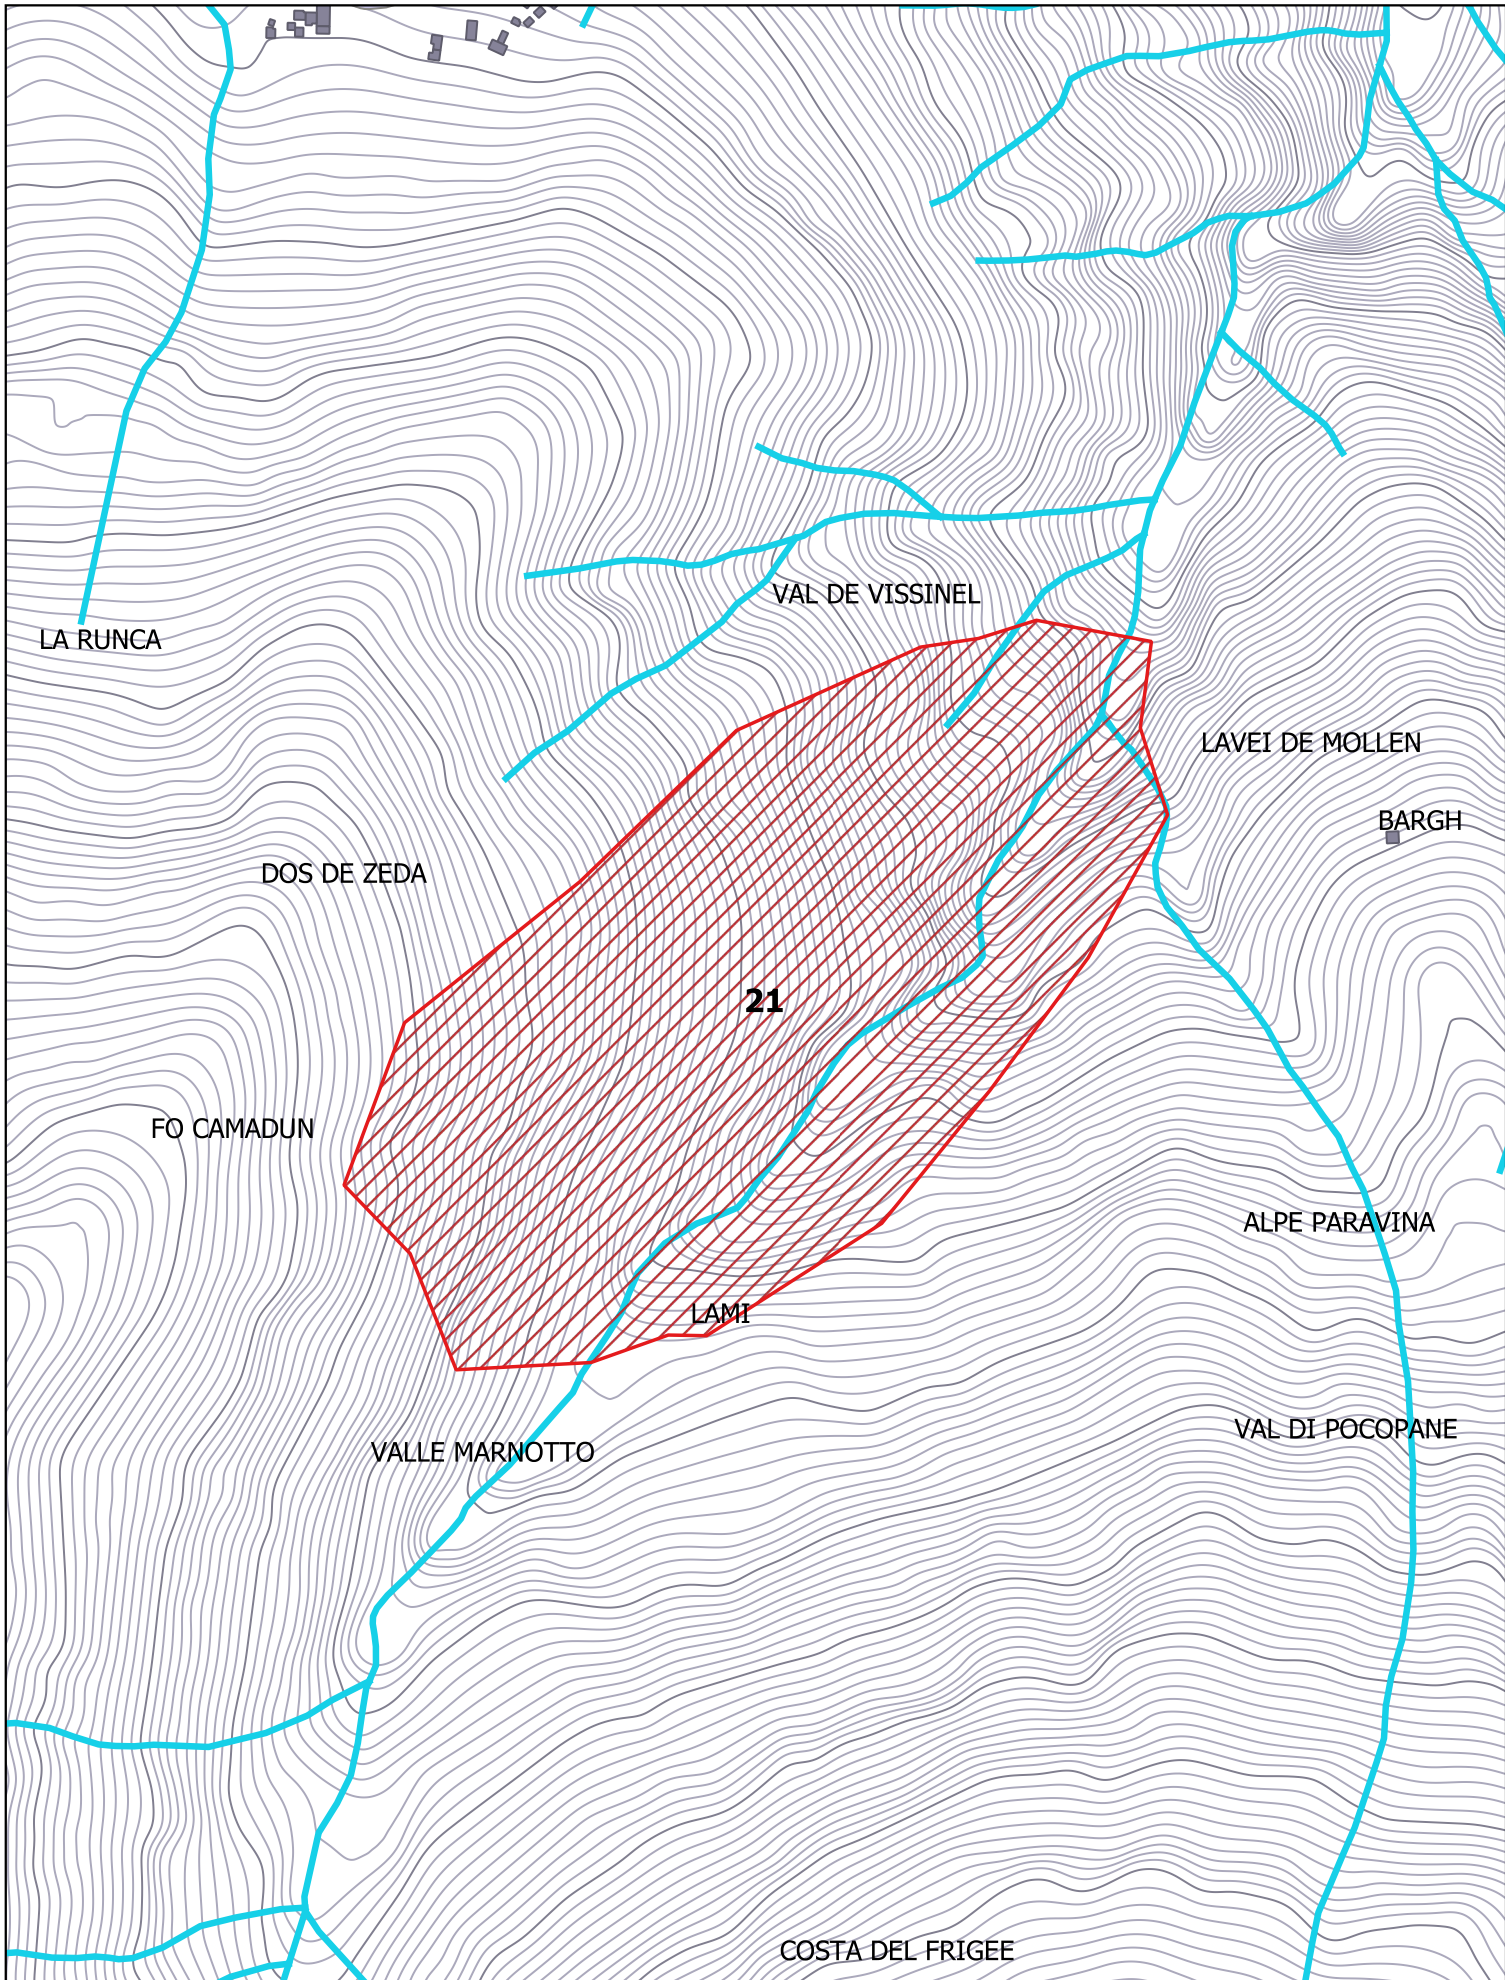 VAL DE VISSINEL
LA RUNCA
LAVEI DE MOLLEN
BARGH
DOS DE ZEDA
21
FO CAMADUN
ALPE PARAVINA
LAMI
VAL DI POCOPANE
VALLE MARNOTTO
COSTA DEL FRIGEE